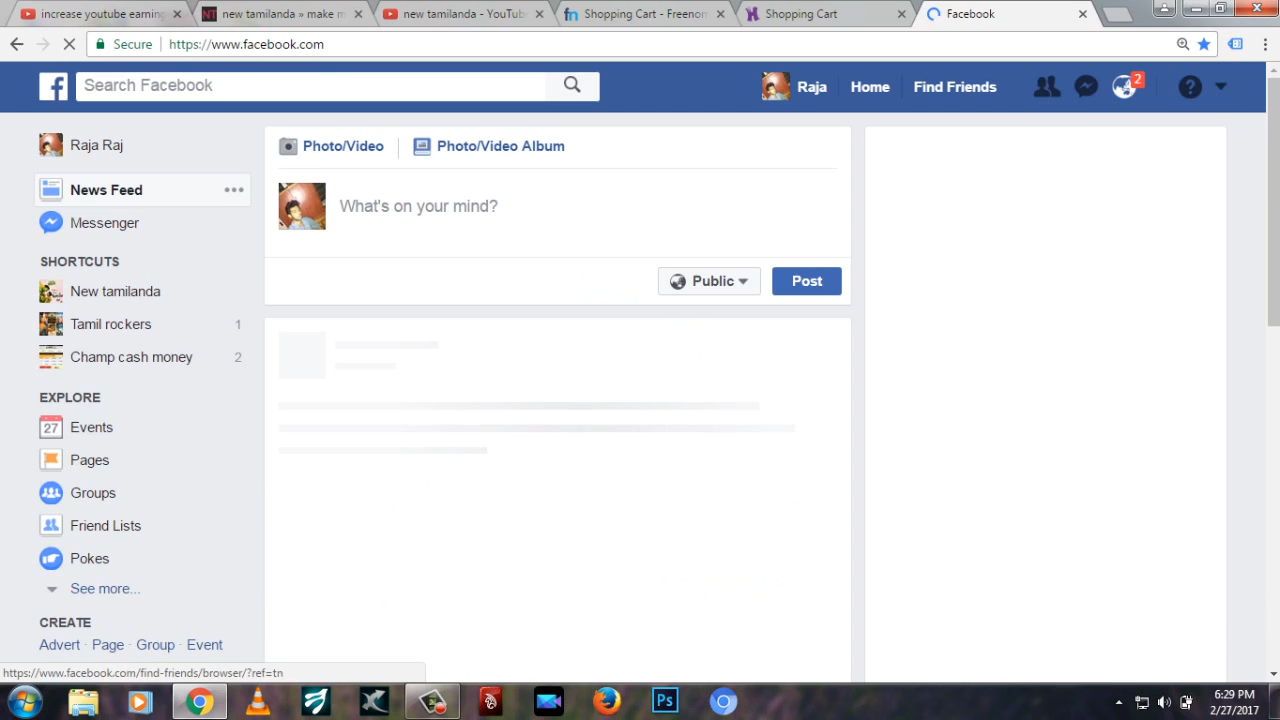 increase youtube earning
new tamilanda » make m
new tamilanda - YouTub
Shopping Cart - Freenom
Shopping Cart
Facebook
Secure
https://www.facebook.com
Search Facebook
Raja
Home
Find Friends
2
Raja Raj
News Feed
Messenger
SHORTCUTS
New tamilanda
Tamil rockers 1
Champ cash money 2
EXPLORE
27 Events
Pages
Groups
Friend Lists
Pokes
See more...
CREATE
Advert · Page · Group · Event
Photo/Video
Photo/Video Album
What's on your mind?
Public
Post
https://www.facebook.com/find-friends/browser/?ref=tn
Ps
6:29 PM
2/27/2017